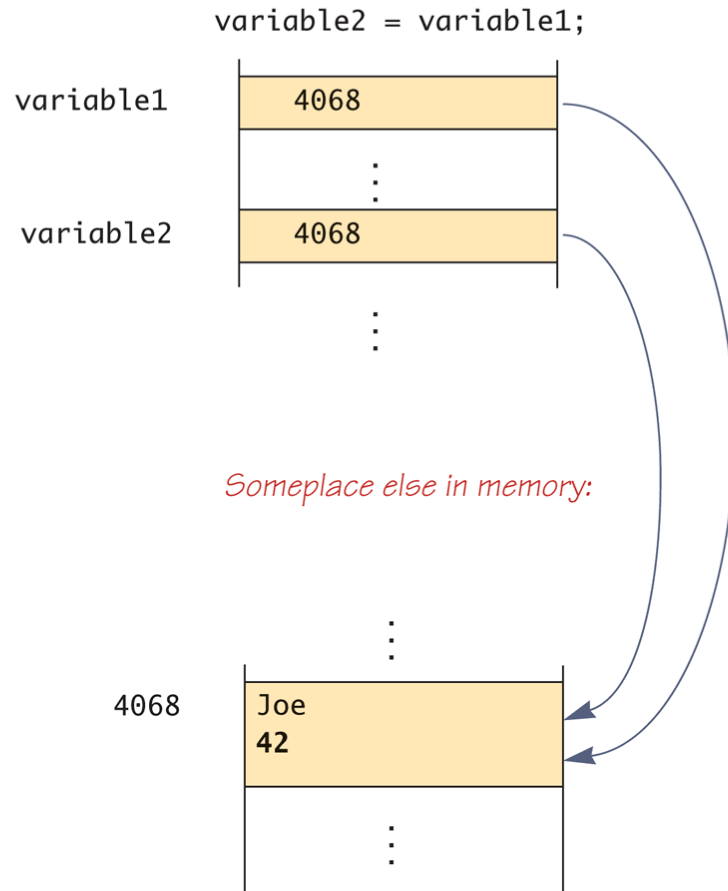 variable2 = variable1;
variable1 4068
variable2 4068
Someplace else in memory:
4068 Joe
42